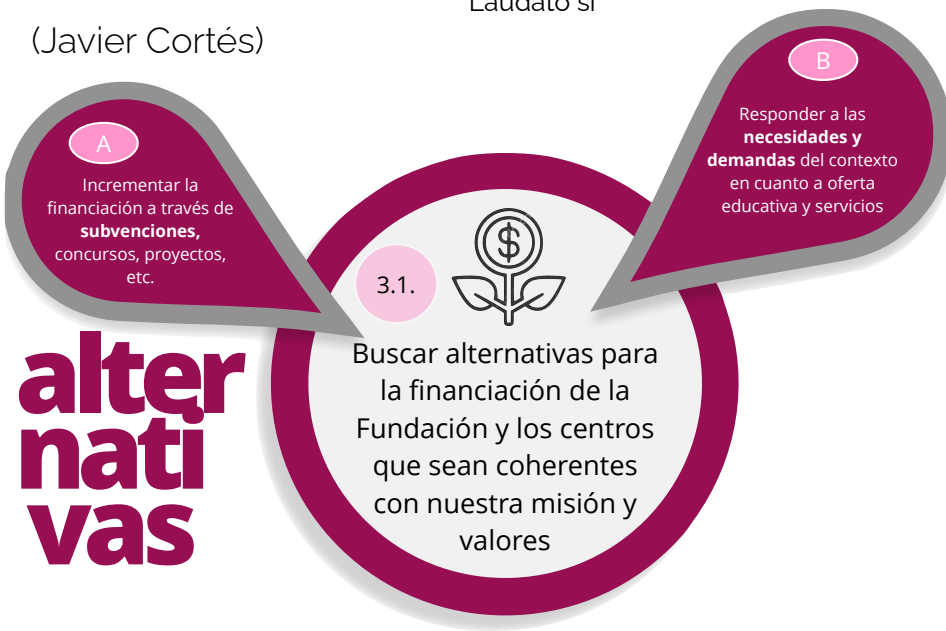 Laudato si
(Javier Cortés)
A
Incrementar la
financiación a través de
subvenciones,
concursos, proyectos,
etc.
B
Responder a las
necesidades y
demandas del contexto
en cuanto a oferta
educativa y servicios
3.1.
$
Buscar alternativas para
la financiación de la
Fundación y los centros
que sean coherentes
con nuestra misión y
valores
alter
nati
vas